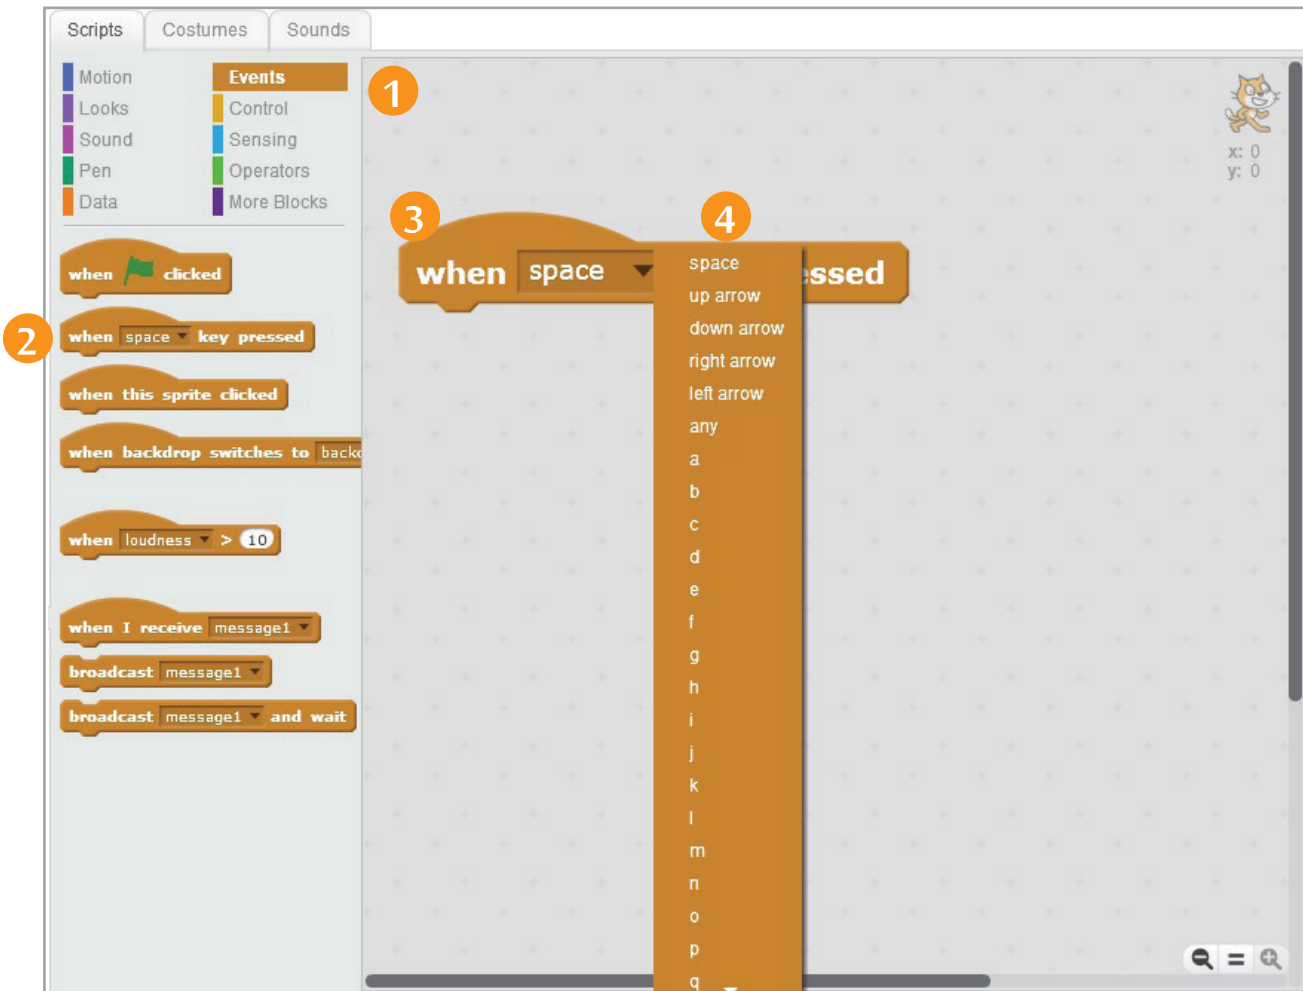 Scripts Costumes Sounds
Motion Events
Looks Control
Sound Sensing
Pen Operators
Data More Blocks
1
x: 0
y: 0
when clicked
2
when space key pressed
when this sprite clicked
when backdrop switches to
when loudness > 10
when I receive message1
broadcast message1
broadcast message1 and wait
3
4
when space ssed
space
up arrow
down arrow
right arrow
left arrow
any
a
b
c
d
e
f
g
h
i
j
k
l
m
n
o
p
q